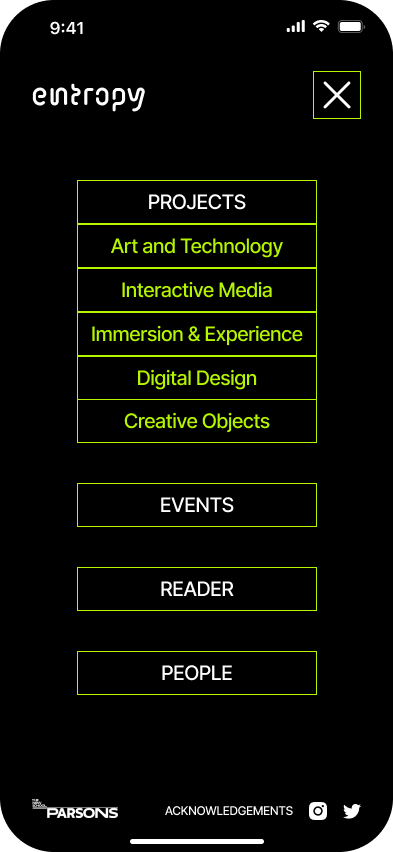 9:41
entropy
PROJECTS
Art and Technology
Interactive Media
Immersion & Experience
Digital Design
Creative Objects
EVENTS
READER
PEOPLE
THE
NEW
SCHOOL
PARSONS
ACKNOWLEDGEMENTS